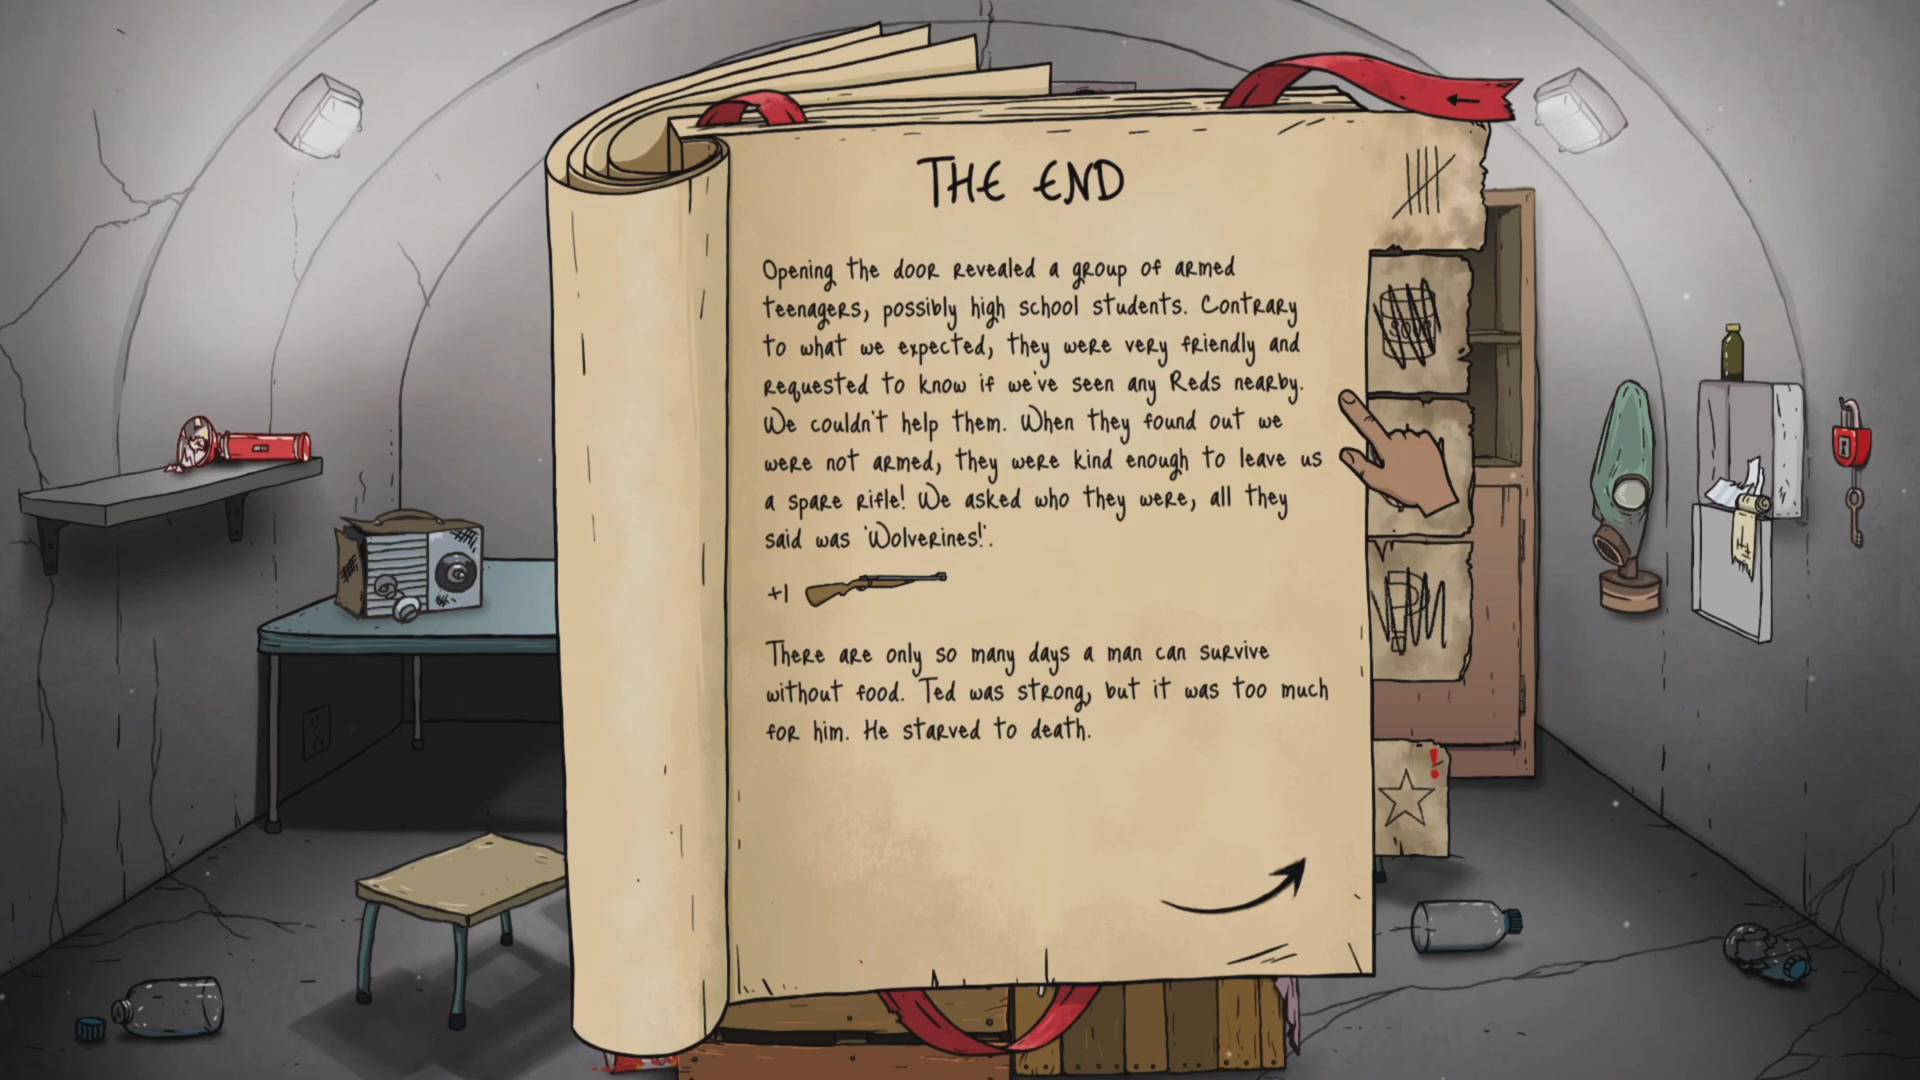 THE END
Opening the door revealed a group of armed
teenagers, possibly high school students. Contrary
to what we expected, they were very friendly and
requested to know if we've seen any Reds nearby.
We couldn't help them. When they found out we
were not armed, they were kind enough to leave us
a spare rifle! We asked who they were, all they
said was 'Wolverines!'.
+1
There are only so many days a man can survive
without food. Ted was strong, but it was too much
for him. He starved to death.
!